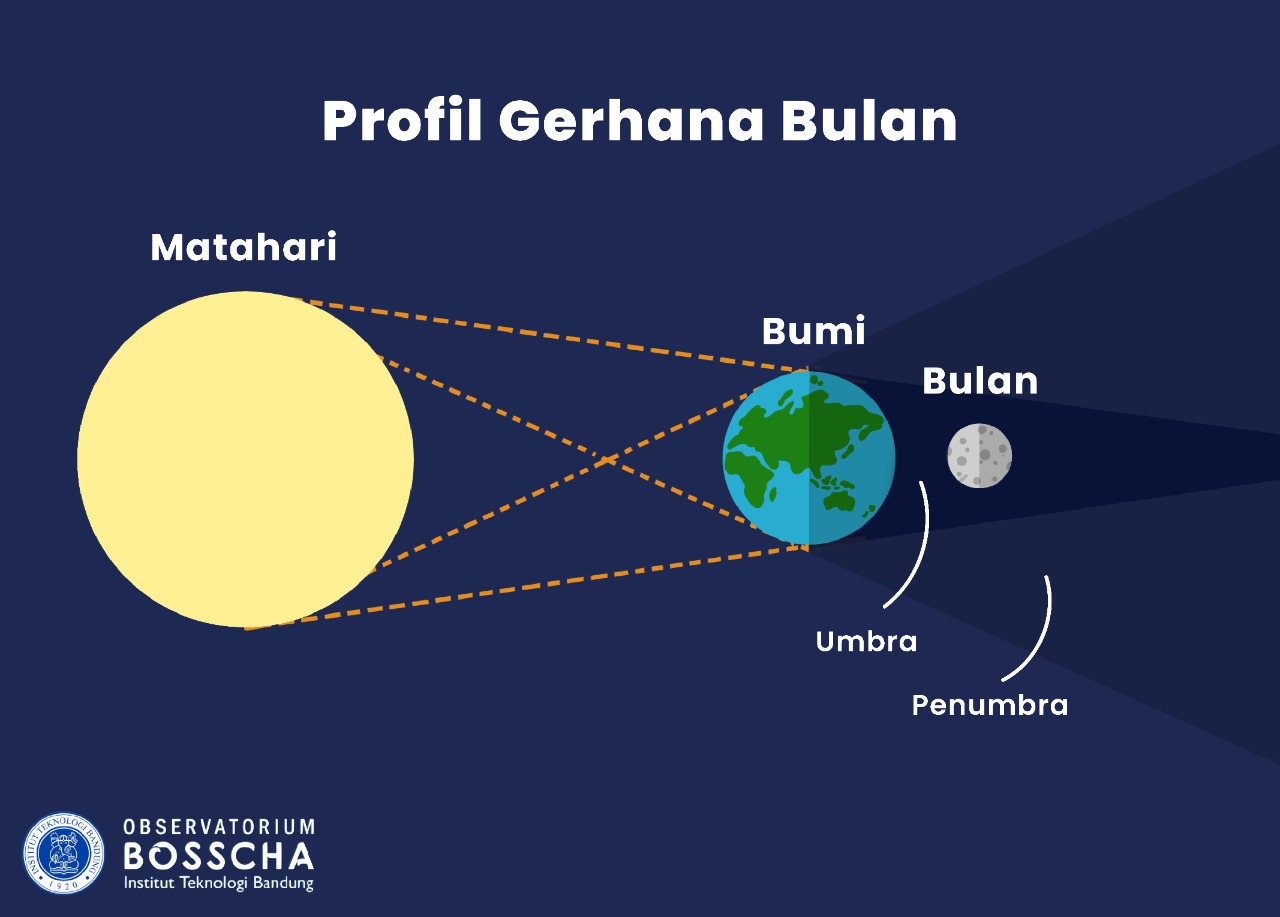 Profil Gerhana Bulan
Matahari
Bumi
Bulan
Umbra
Penumbra
INSTITUT TEKNOLOGI BANDUNG
1920
OBSERVATORIUM
BOSSCHA
Institut Teknologi Bandung